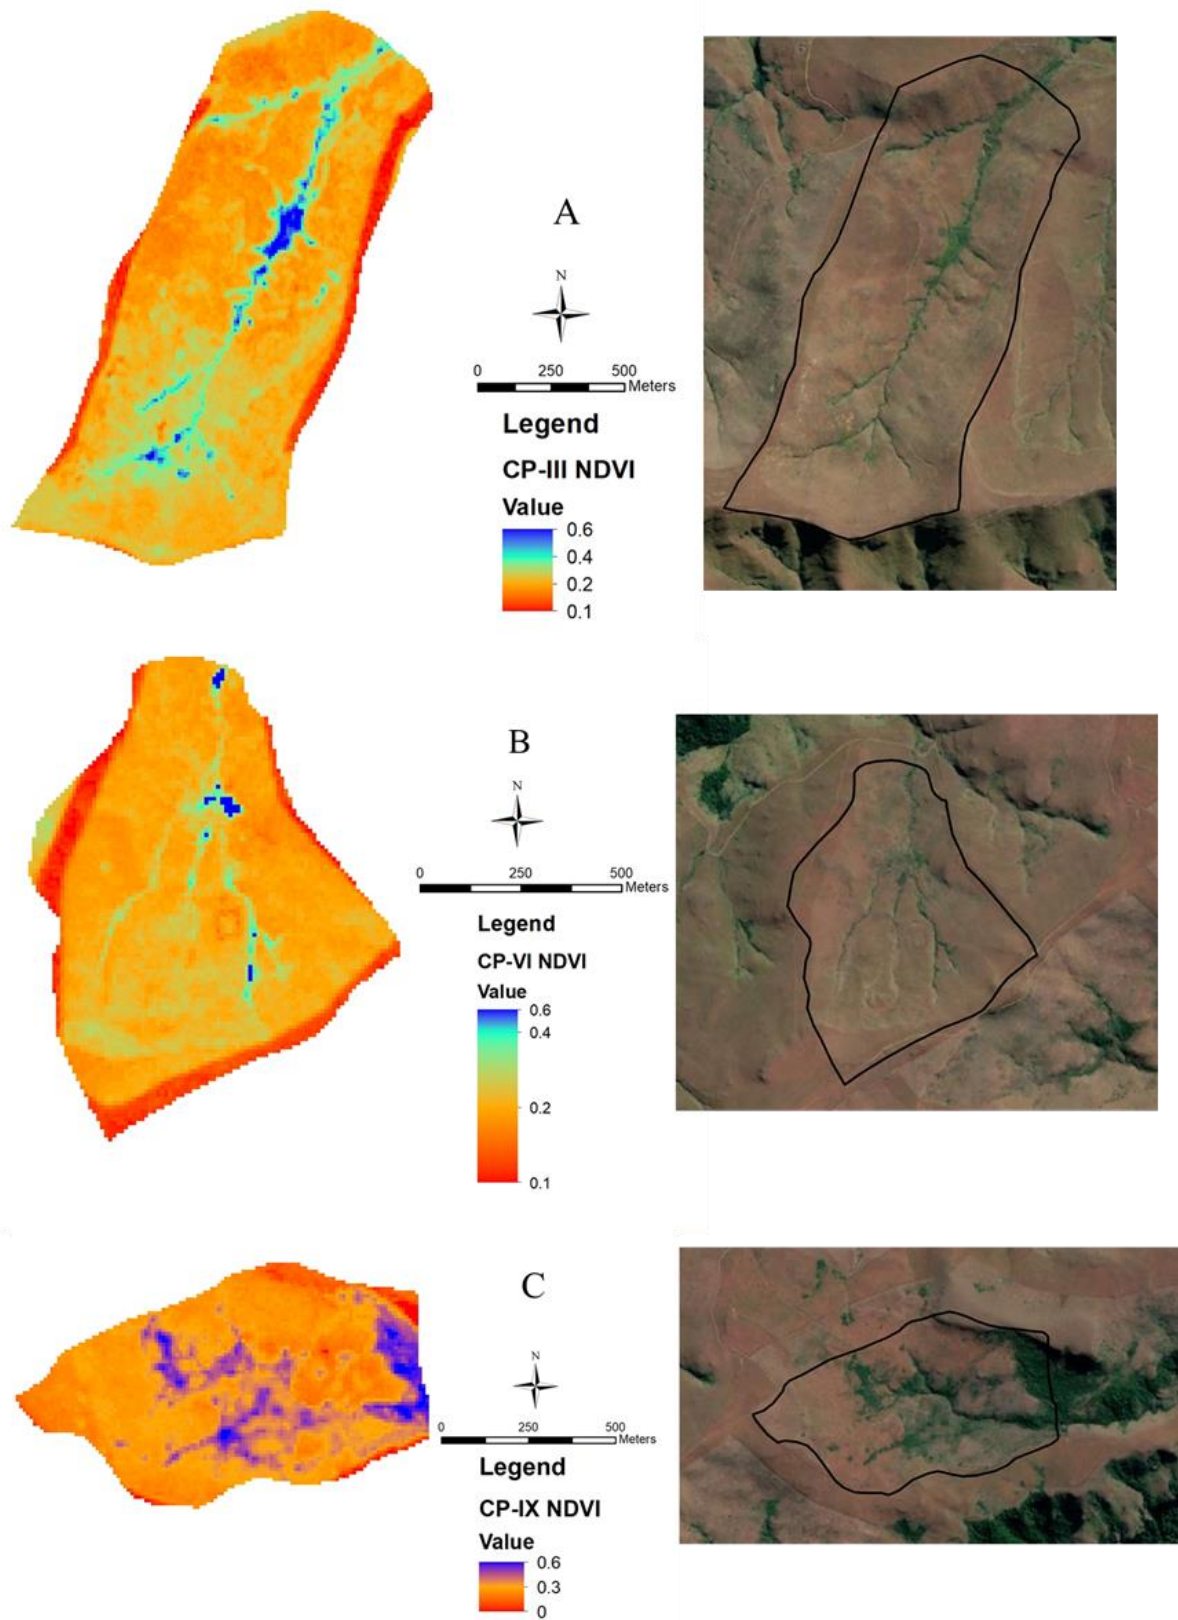 A
N
0 250 500
Meters
Legend
CP-III NDVI
Value
0.6
0.4
0.2
0.1
B
N
0 250 500
Meters
Legend
CP-VI NDVI
Value
0.6
0.4
0.2
0.1
C
N
0 250 500
Meters
Legend
CP-IX NDVI
Value
0.6
0.3
0